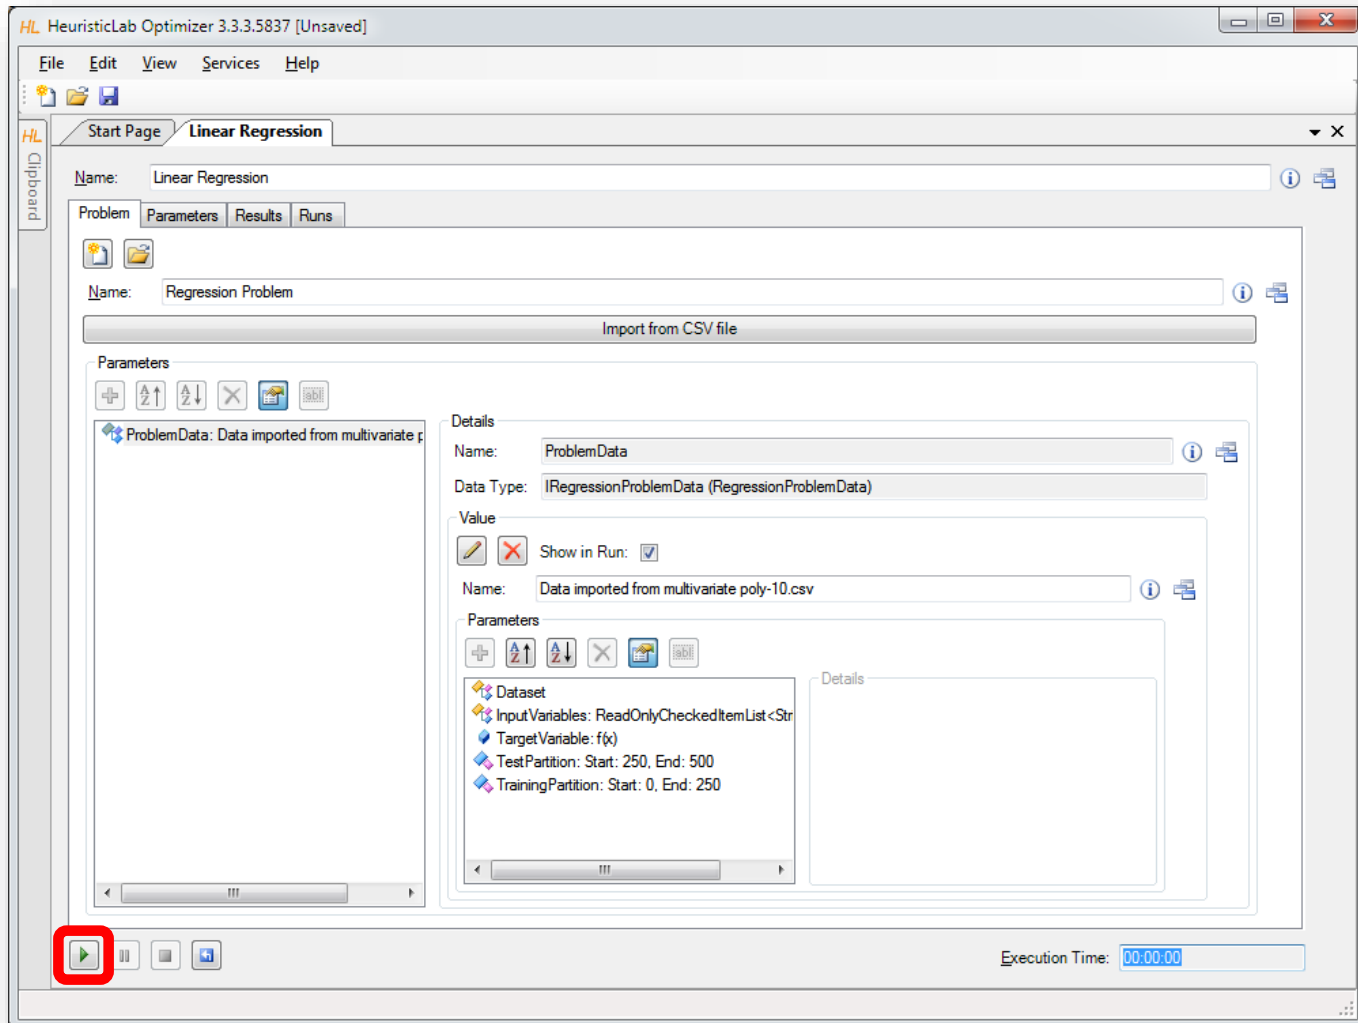 HL HeuristicLab Optimizer 3.3.3.5837 [Unsaved]
File Edit View Services Help
HL Clipboard
Start Page Linear Regression
Name: Linear Regression
Problem Parameters Results Runs
Name: Regression Problem
Import from CSV file
Parameters
ProblemData: Data imported from multivariate p
Details
Name: ProblemData
Data Type: IRegressionProblemData (RegressionProblemData)
Value
Show in Run:
Name: Data imported from multivariate poly-10.csv
Parameters
Dataset
InputVariables: ReadOnlyCheckedItemList<Str
TargetVariable: f(x)
TestPartition: Start: 250, End: 500
TrainingPartition: Start: 0, End: 250
Details
Execution Time: 00:00:00